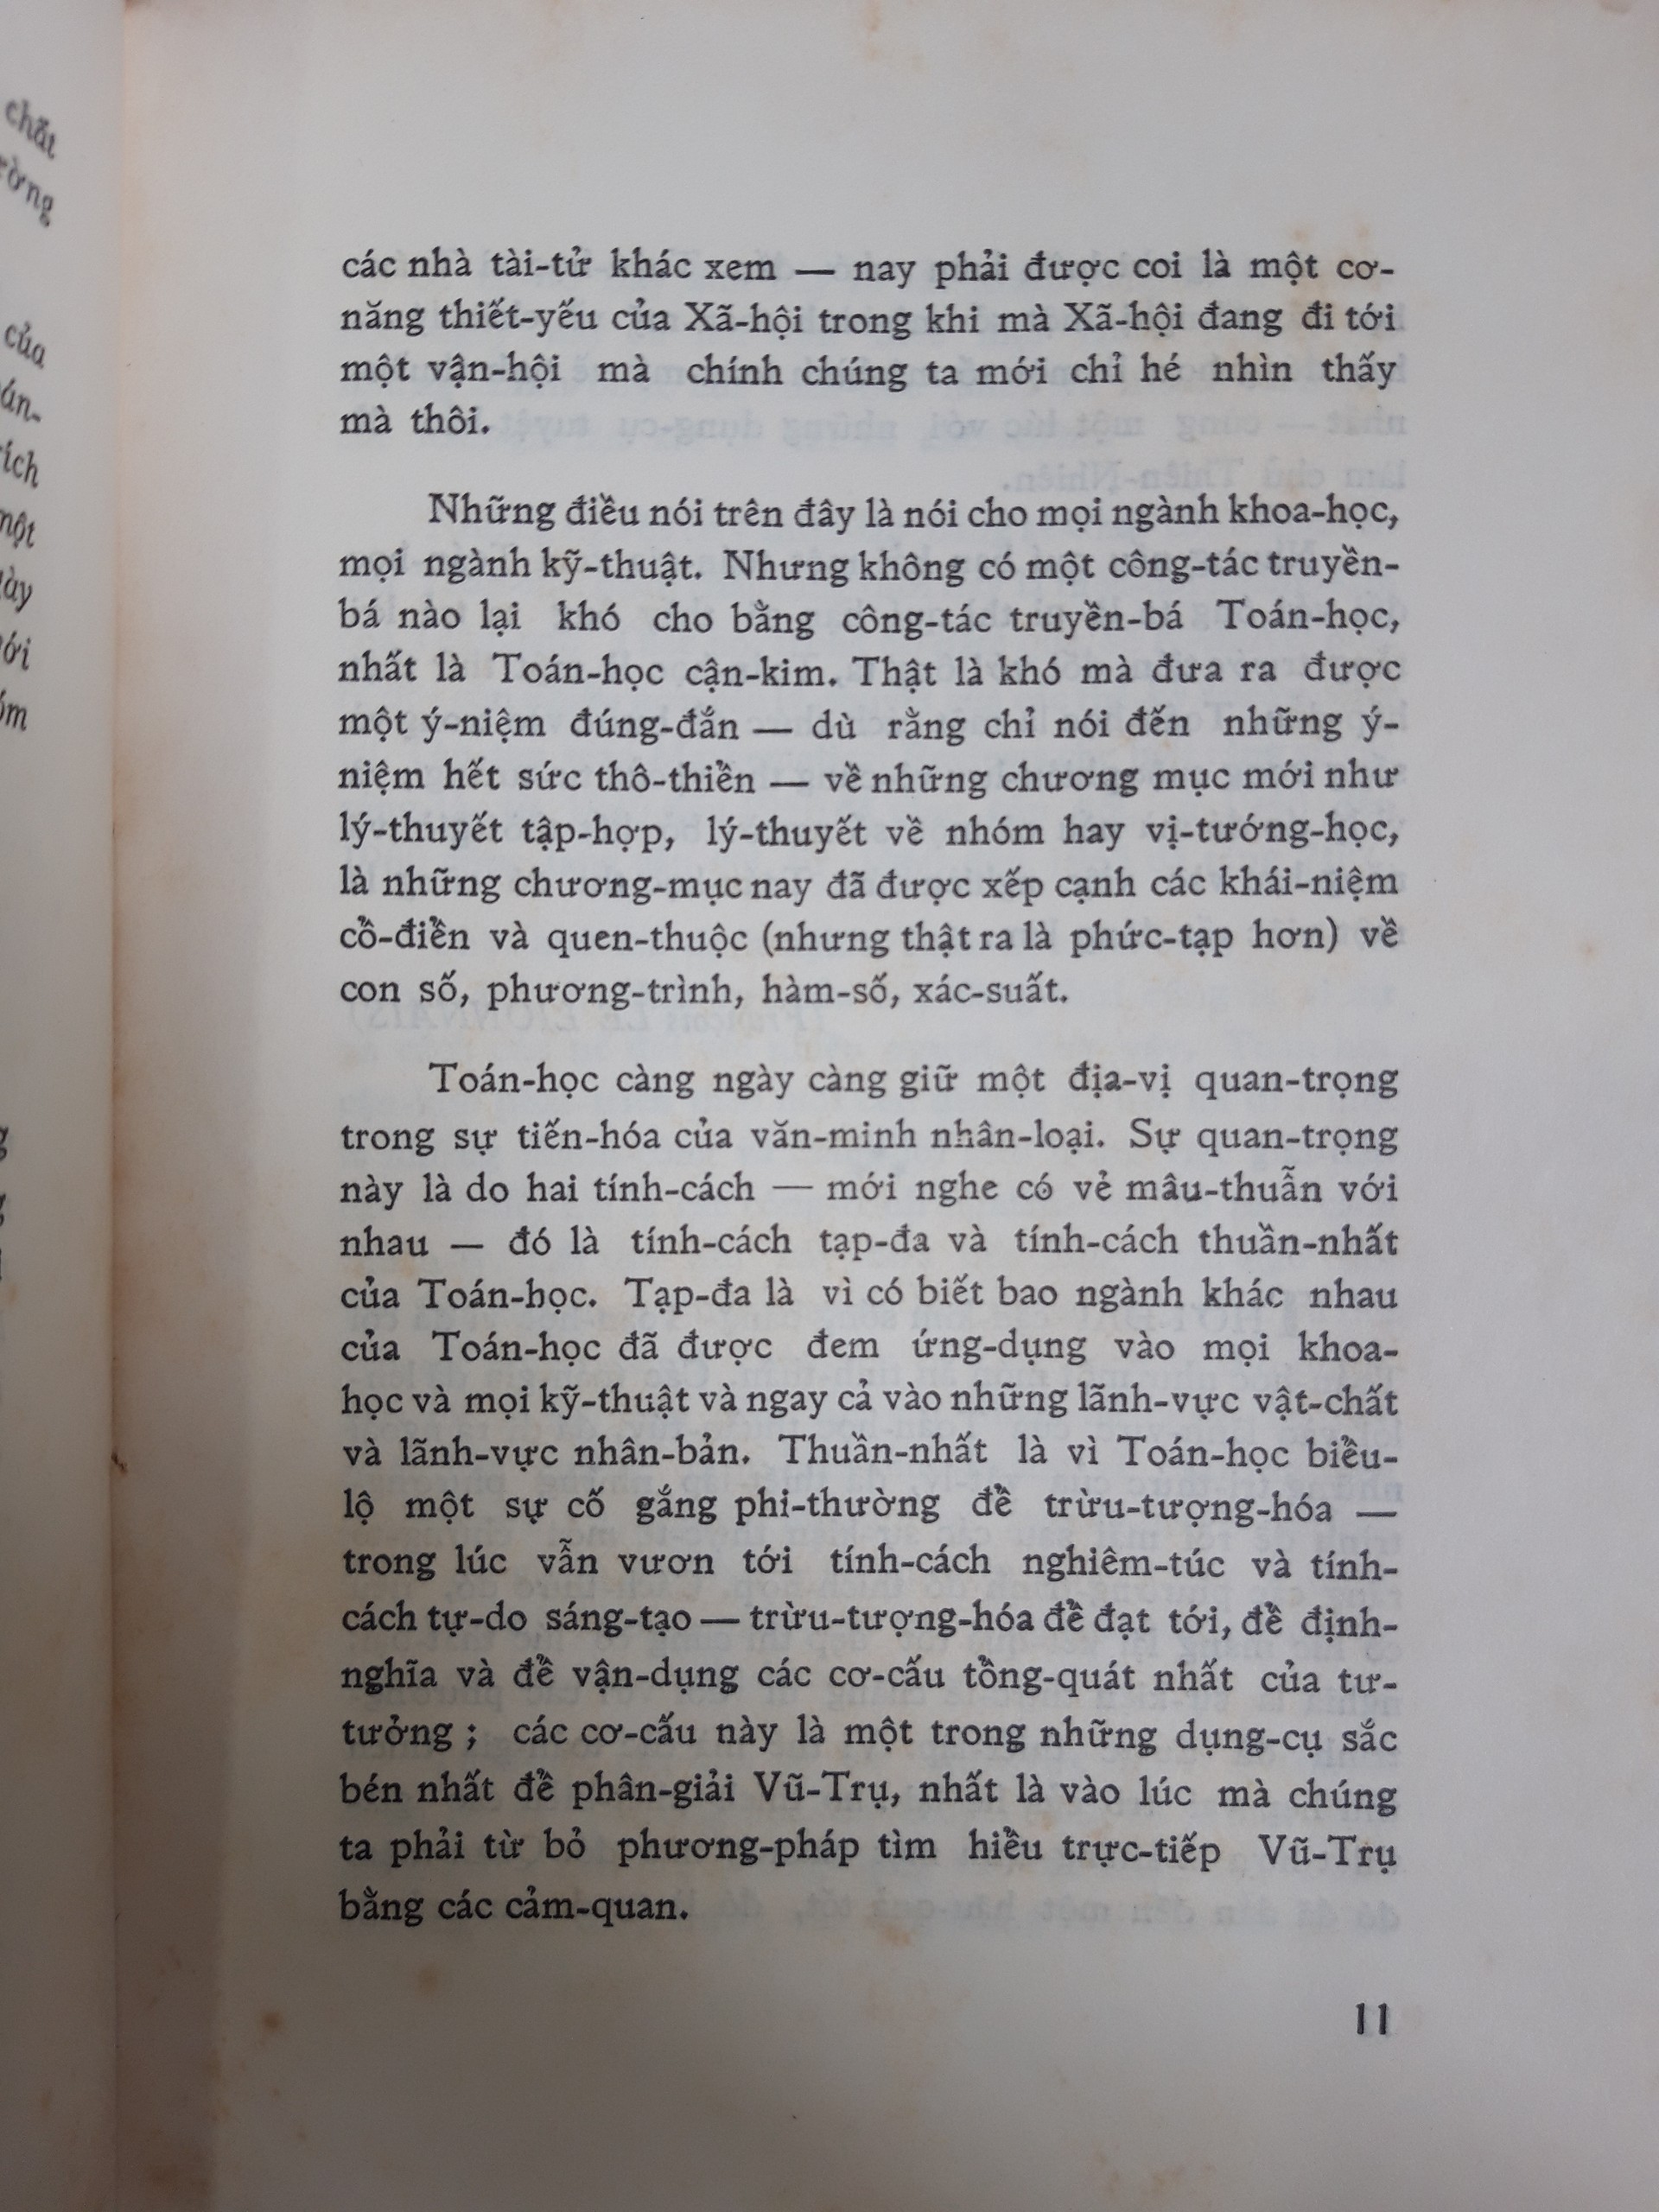 các nhà tài-tử khác xem — nay phải được coi là một cơ-
năng thiết-yếu của Xã-hội trong khi mà Xã-hội đang đi tới
một vận-hội mà chính chúng ta mới chỉ hé nhìn thấy
mà thôi.
Những điều nói trên đây là nói cho mọi ngành khoa-học,
mọi ngành kỹ-thuật. Nhưng không có một công-tác truyền-
bá nào lại khó cho bằng công-tác truyền-bá Toán-học,
nhất là Toán-học cận-kim. Thật là khó mà đưa ra được
một ý-niệm đúng-đắn — dù rằng chỉ nói đến những ý-
niệm hết sức thô-thiển — về những chương mục mới như
lý-thuyết tập-hợp, lý-thuyết về nhóm hay vị-tướng-học,
là những chương-mục nay đã được xếp cạnh các khái-niệm
cổ-điển và quen-thuộc (nhưng thật ra là phức-tạp hơn) về
con số, phương-trình, hàm-số, xác-suất.
Toán-học càng ngày càng giữ một địa-vị quan-trọng
trong sự tiến-hóa của văn-minh nhân-loại. Sự quan-trọng
này là do hai tính-cách — mới nghe có vẻ mâu-thuẫn với
nhau — đó là tính-cách tạp-đa và tính-cách thuần-nhất
của Toán-học. Tạp-đa là vì có biết bao ngành khác nhau
của Toán-học đã được đem ứng-dụng vào mọi khoa-
học và mọi kỹ-thuật và ngay cả vào những lãnh-vực vật-chất
và lãnh-vực nhân-bản. Thuần-nhất là vì Toán-học biểu-
lộ một sự cố gắng phi-thường để trừu-tượng-hóa —
trong lúc vẫn vươn tới tính-cách nghiêm-túc và tính-
cách tự-do sáng-tạo — trừu-tượng-hóa để đạt tới, để định-
nghĩa và để vận-dụng các cơ-cấu tổng-quát nhất của tư-
tưởng ; các cơ-cấu này là một trong những dụng-cụ sắc
bén nhất để phân-giải Vũ-Trụ, nhất là vào lúc mà chúng
ta phải từ bỏ phương-pháp tìm hiểu trực-tiếp Vũ-Trụ
bằng các cảm-quan.
11